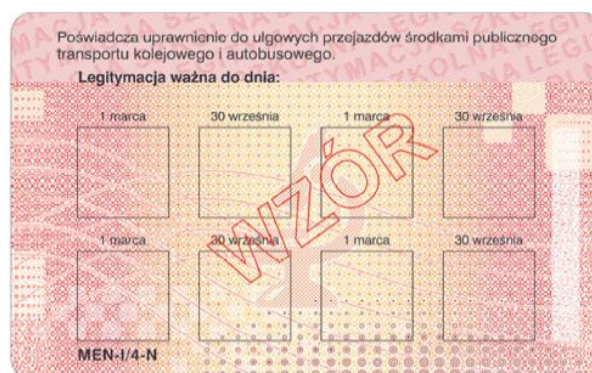 Poświadcza uprawnienie do ulgowych przejazdów środkami publicznego
transportu kolejowego i autobusowego.
Legitymacja ważna do dnia:
1 marca 30 września 1 marca 30 września
WZÓR
1 marca 30 września 1 marca 30 września
MEN-I/4-N